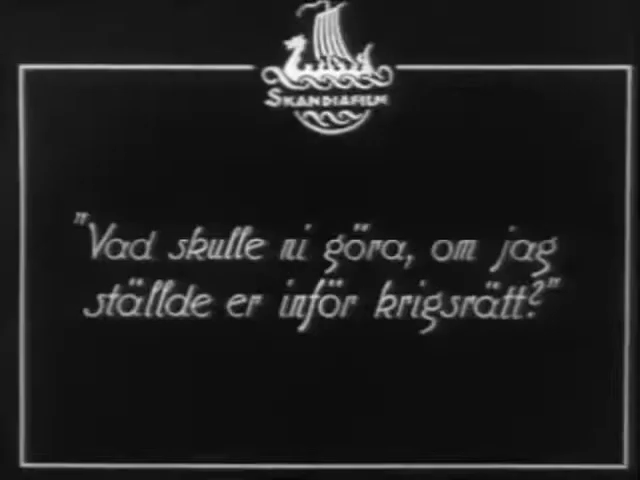 SKANDIAFILM
"Vad skulle ni göra, om jag
ställde er inför krigsrätt?"